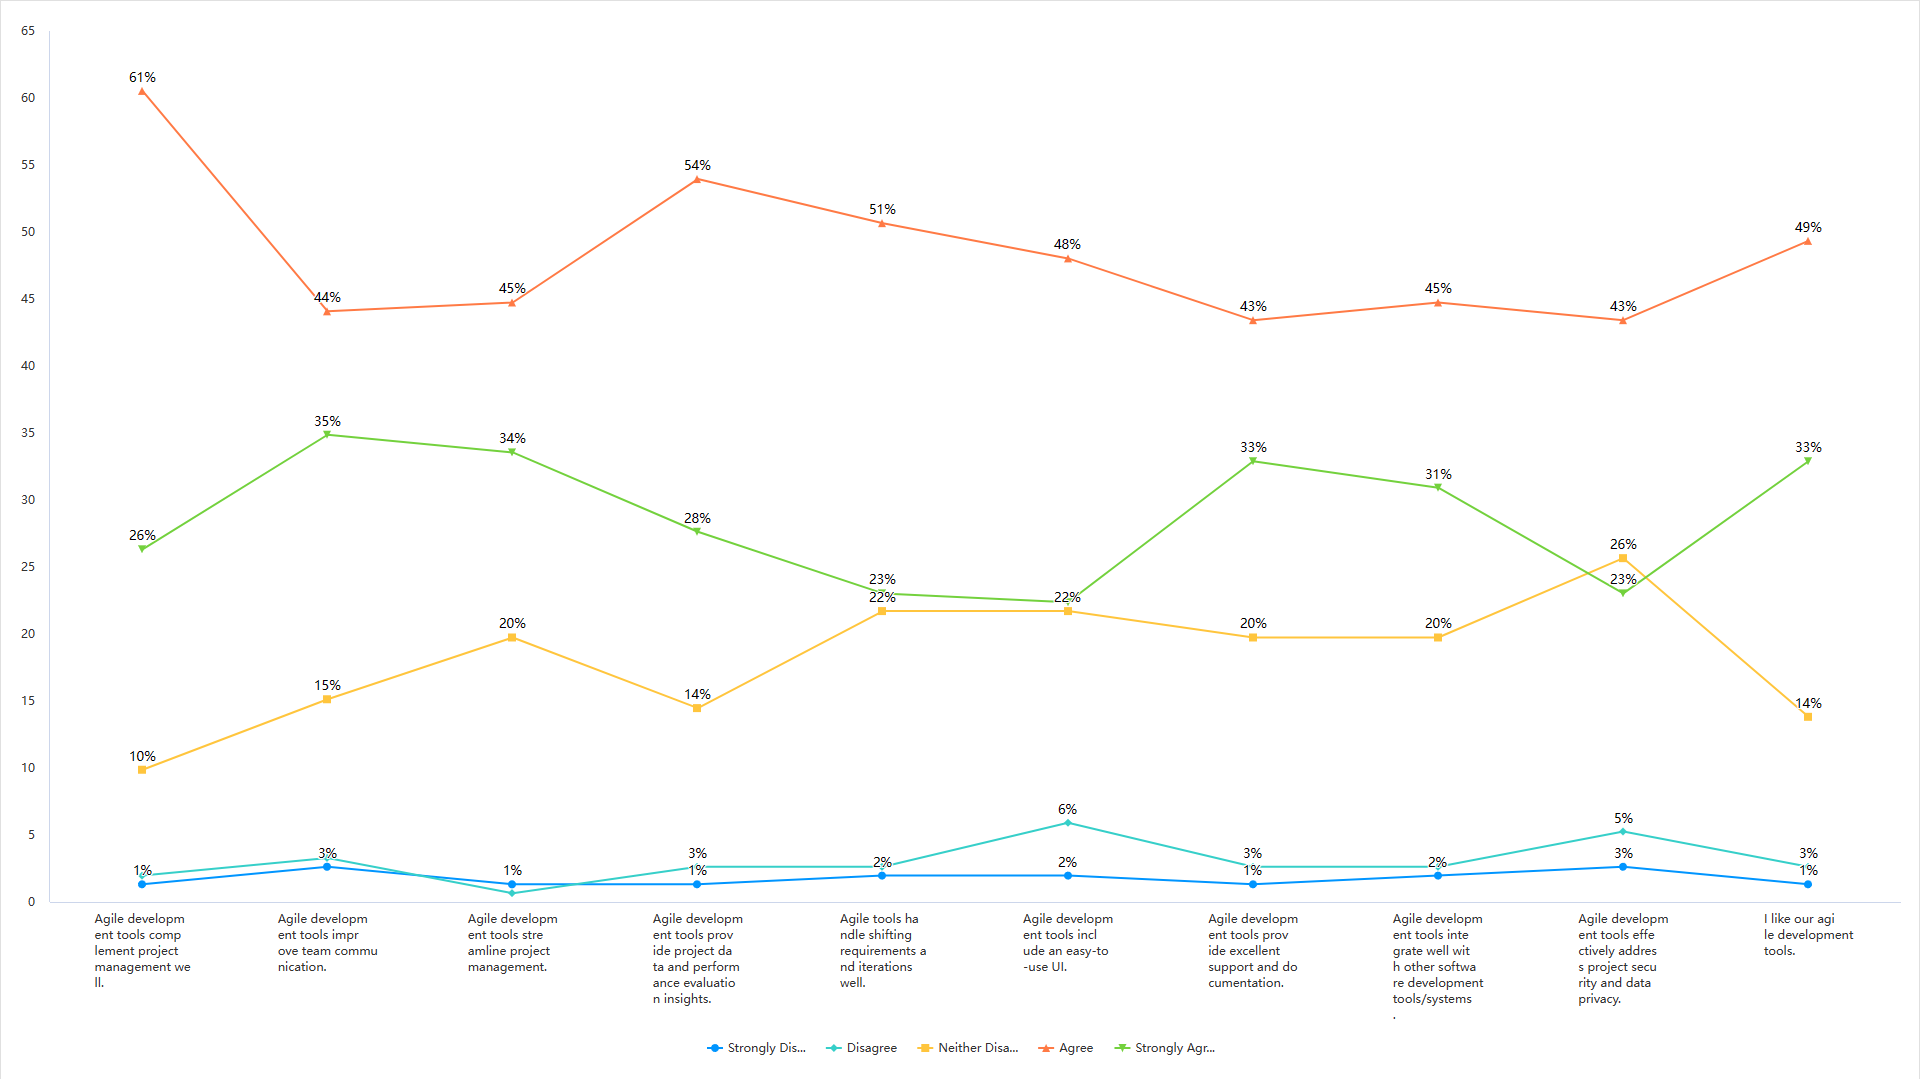 65
60
55
50
45
40
35
30
25
20
15
10
5
0
61%
44%
45%
54%
51%
48%
43%
45%
43%
49%
26%
35%
34%
28%
23%
22%
33%
31%
23%
33%
10%
15%
20%
14%
22%
20%
20%
26%
14%
1%
3%
1%
3%
1%
2%
6%
2%
3%
1%
2%
5%
3%
3%
1%
Agile developm
ent tools comp
lement project
management we
ll.
Agile developm
ent tools impr
ove team commu
nication.
Agile developm
ent tools stre
amline project
management.
Agile developm
ent tools prov
ide project da
ta and perform
ance evaluatio
n insights.
Agile tools ha
ndle shifting
requirements a
nd iterations
well.
Agile developm
ent tools incl
ude an easy-to
-use UI.
Agile developm
ent tools prov
ide excellent
support and do
cumentation.
Agile developm
ent tools inte
grate well wit
h other softwa
re development
tools/systems
.
Agile developm
ent tools effe
ctively addres
s project secu
rity and data
privacy.
I like our agi
le development
tools.
Strongly Dis...
Disagree
Neither Disa...
Agree
Strongly Agr...